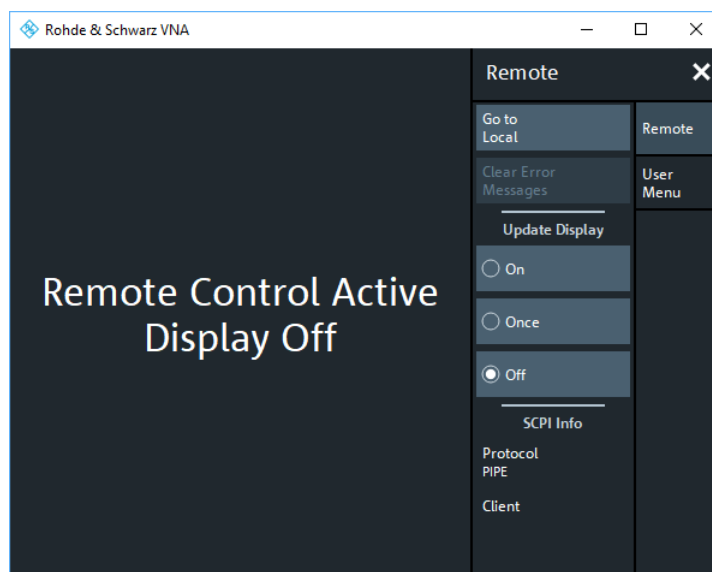 Rohde & Schwarz VNA
Remote Control Active
Display Off
Remote
Go to
Local
Clear Error
Messages
Update Display
On
Once
Off
SCPI Info
Protocol
PIPE
Client
Remote
User
Menu